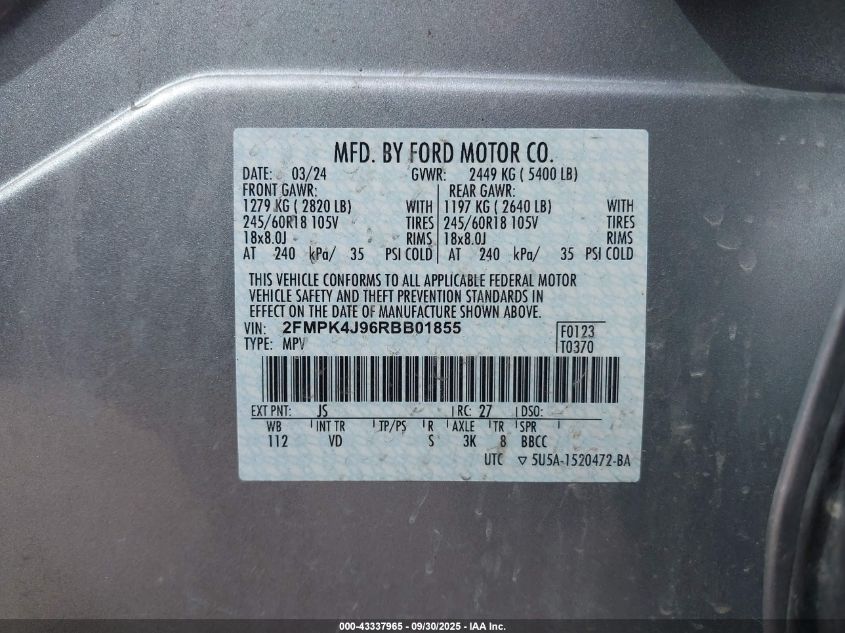 MFD. BY FORD MOTOR CO.
DATE: 03/24 GVWR: 2449 KG ( 5400 LB)
FRONT GAWR: REAR GAWR:
1279 KG ( 2820 LB) WITH 1197 KG ( 2640 LB) WITH
245/60R18 105V TIRES 245/60R18 105V TIRES
18x8.0J RIMS 18x8.0J RIMS
AT 240 kPa/ 35 PSI COLD AT 240 kPa/ 35 PSI COLD
THIS VEHICLE CONFORMS TO ALL APPLICABLE FEDERAL MOTOR
VEHICLE SAFETY AND THEFT PREVENTION STANDARDS IN
EFFECT ON THE DATE OF MANUFACTURE SHOWN ABOVE.
VIN: 2FMPK4J96RBB01855 F0123
TYPE: MPV T0370
EXT PNT: JS RC: 27 DSO:
WB INT TR TP/PS R AXLE TR SPR
112 VD S 3K 8 BBCC
UTC ▽ 5U5A-1520472-BA
000-43337965 - 09/30/2025 - IAA Inc.